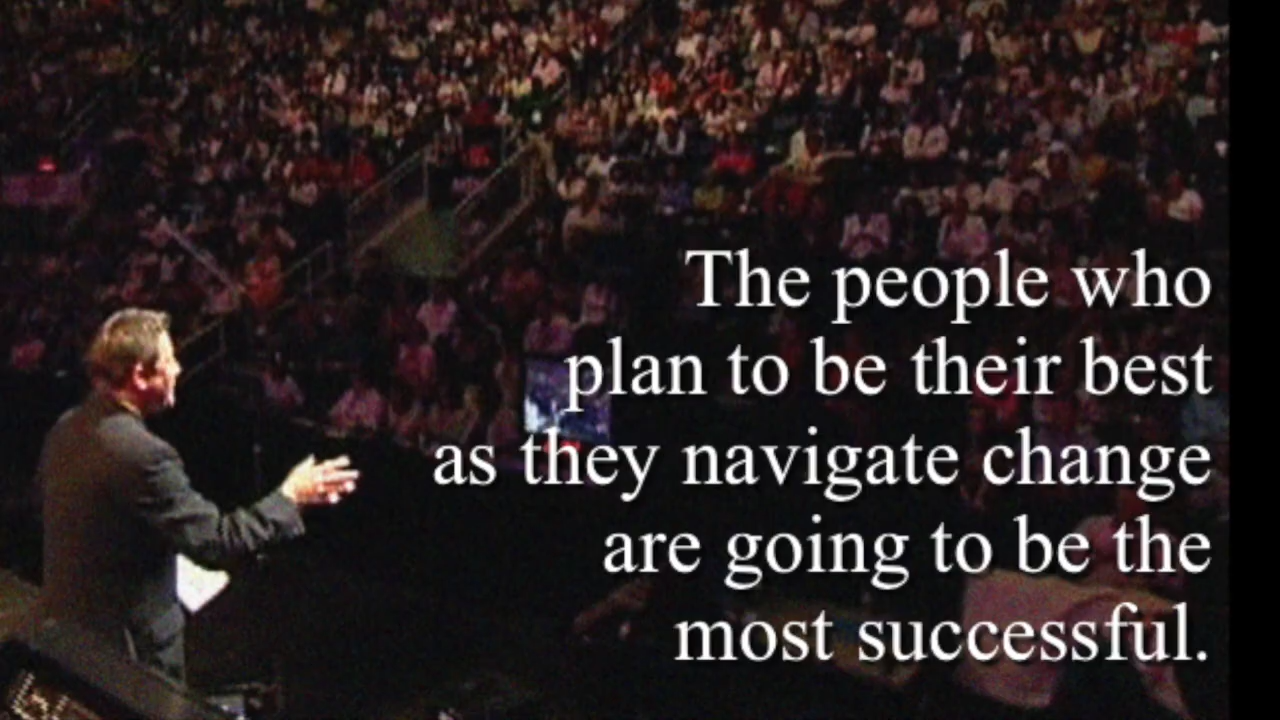 The people who
plan to be their best
as they navigate change
are going to be the
most successful.